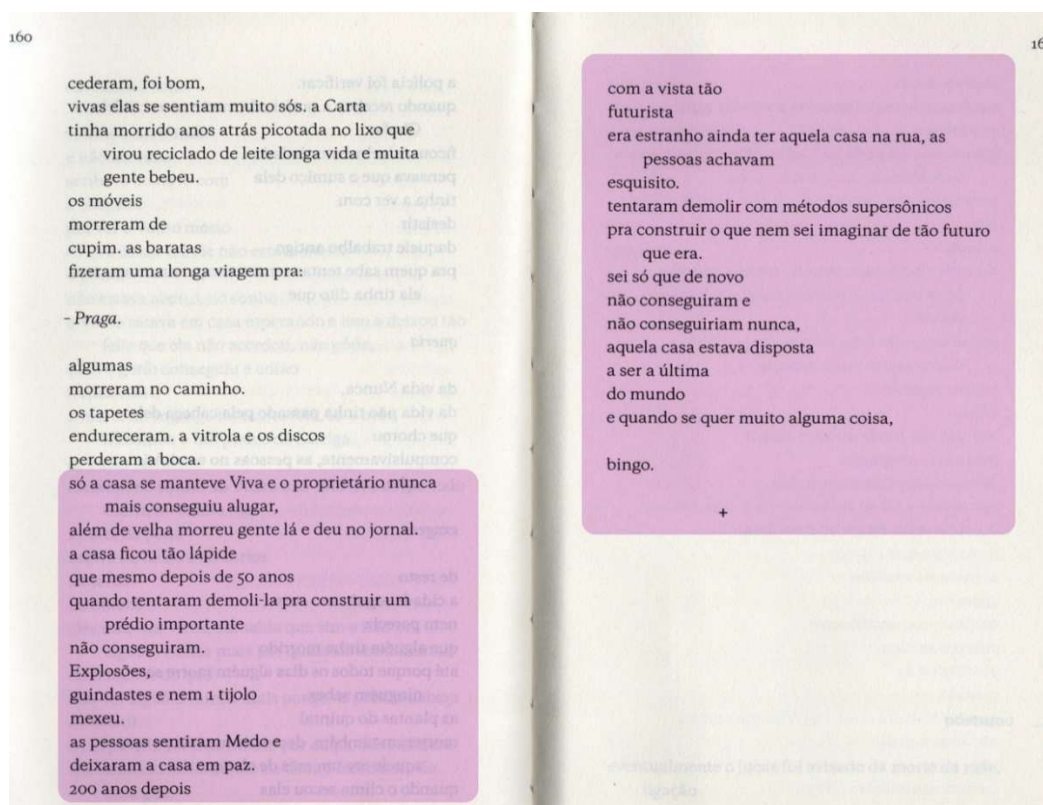 160
cederam, foi bom,
vivas elas se sentiam muito sós. a Carta
tinha morrido anos atrás picotada no lixo que
virou reciclado de leite longa vida e muita
gente bebeu.
os móveis
morreram de
cupim. as baratas
fizeram uma longa viagem pra:
- Praga.
algumas
morreram no caminho.
os tapetes
endureceram. a vitrola e os discos
perderam a boca.
só a casa se manteve Viva e o proprietário nunca
mais conseguiu alugar,
além de velha morreu gente lá e deu no jornal.
a casa ficou tão lápide
que mesmo depois de 50 anos
quando tentaram demoli-la pra construir um
prédio importante
não conseguiram.
Explosões,
guindastes e nem 1 tijolo
mexeu.
as pessoas sentiram Medo e
deixaram a casa em paz.
200 anos depois
16
com a vista tão
futurista
era estranho ainda ter aquela casa na rua, as
pessoas achavam
esquisito.
tentaram demolir com métodos supersônicos
pra construir o que nem sei imaginar de tão futuro
que era.
sei só que de novo
não conseguiram e
não conseguiriam nunca,
aquela casa estava disposta
a ser a última
do mundo
e quando se quer muito alguma coisa,
bingo.
+